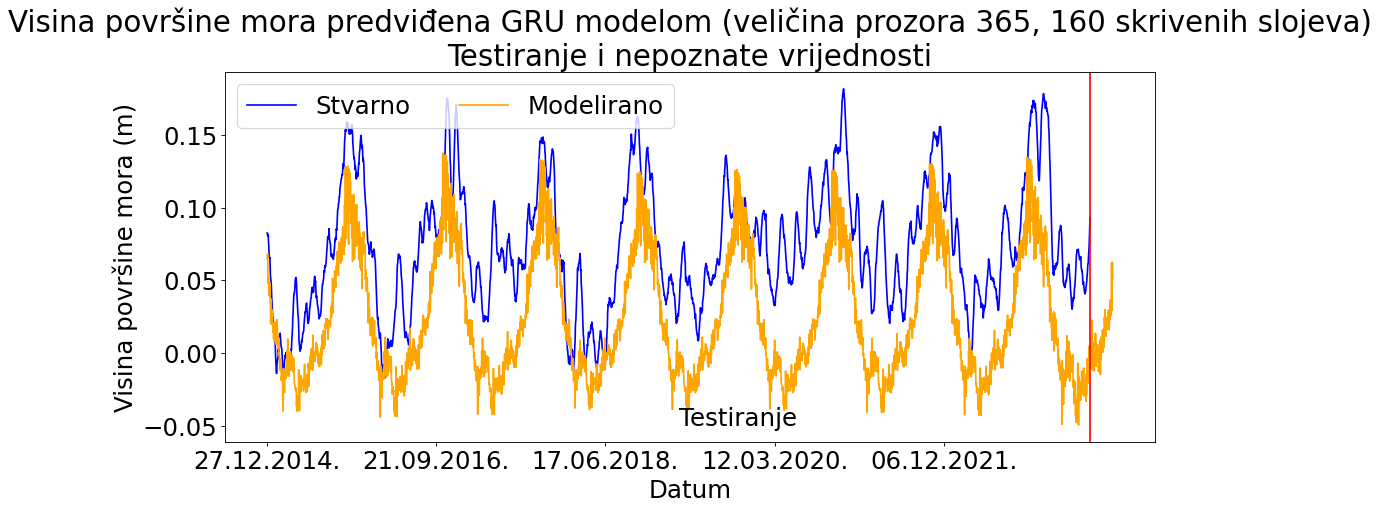 Visina površine mora predviđena GRU modelom (veličina prozora 365, 160 skrivenih slojeva)
Testiranje i nepoznate vrijednosti
Stvarno
Modelirano
Visina površine mora (m)
0.15
0.10
0.05
0.00
−0.05
Testiranje
27.12.2014.
21.09.2016.
17.06.2018.
12.03.2020.
06.12.2021.
Datum